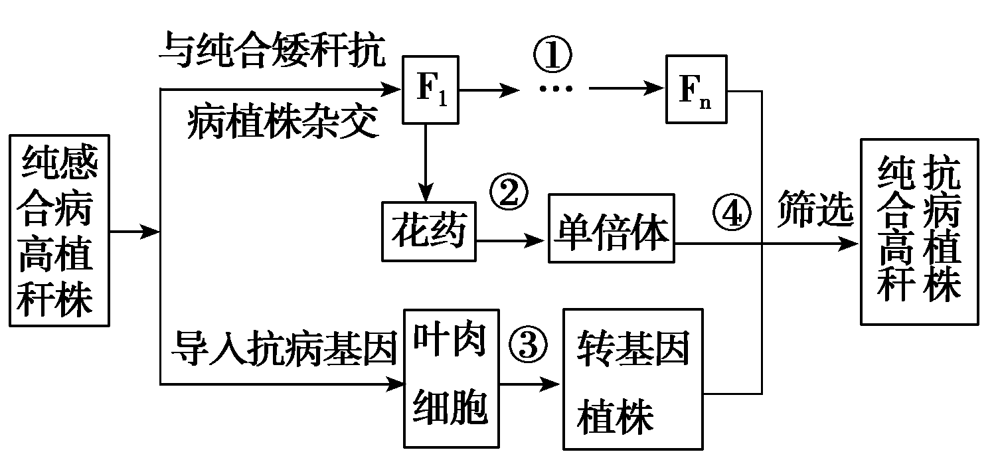 与纯合矮秆抗
病植株杂交
F1
①
…
Fn
纯感
合病
高植
秆株
花药
②
单倍体
④
筛选
纯抗
合病
高植
秆株
导入抗病基因
叶肉
细胞
③
转基因
植株